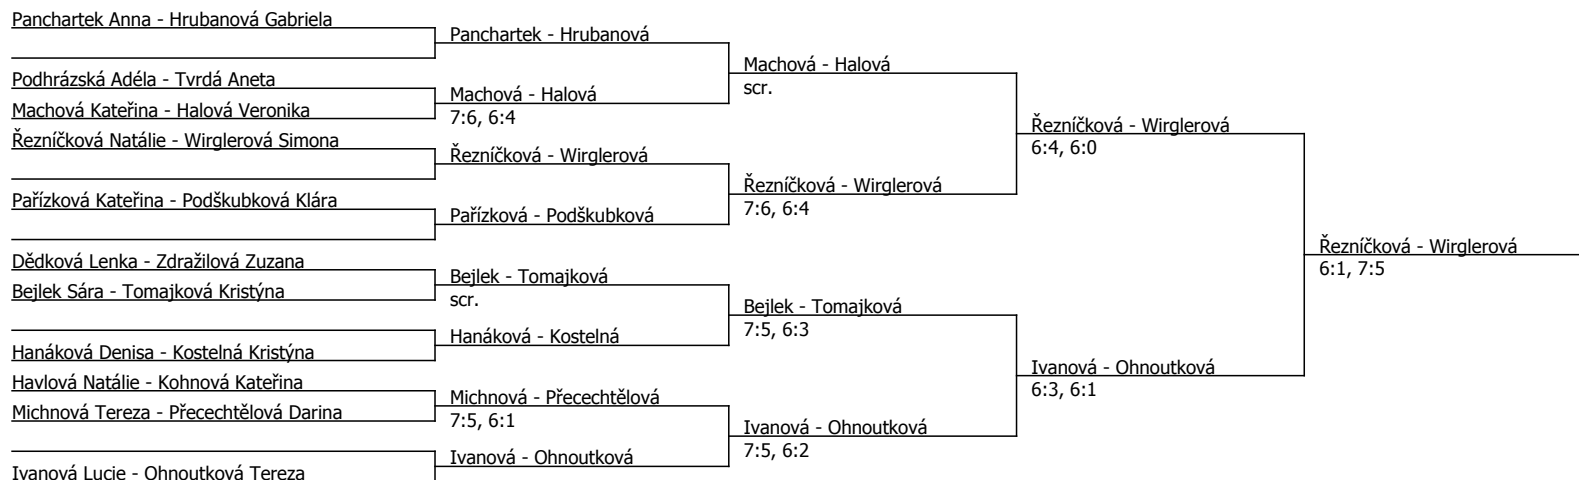 Panchartek Anna - Hrubanová Gabriela
Podhrázská Adéla - Tvrdá Aneta
Machová Kateřina - Halová Veronika
Řezníčková Natálie - Wirglerová Simona
Pařízková Kateřina - Podškubková Klára
Dědková Lenka - Zdražilová Zuzana
Bejlek Sára - Tomajková Kristýna
Hanáková Denisa - Kostelná Kristýna
Havlová Natálie - Kohnová Kateřina
Michnová Tereza - Přecechtělová Darina
Ivanová Lucie - Ohnoutková Tereza
Panchartek - Hrubanová
Machová - Halová
7:6, 6:4
Řezníčková - Wirglerová
Pařízková - Podškubková
Bejlek - Tomajková
scr.
Hanáková - Kostelná
Michnová - Přecechtělová
7:5, 6:1
Ivanová - Ohnoutková
Machová - Halová
scr.
Řezníčková - Wirglerová
7:6, 6:4
Bejlek - Tomajková
7:5, 6:3
Ivanová - Ohnoutková
7:5, 6:2
Řezníčková - Wirglerová
6:4, 6:0
Ivanová - Ohnoutková
6:3, 6:1
Řezníčková - Wirglerová
6:1, 7:5